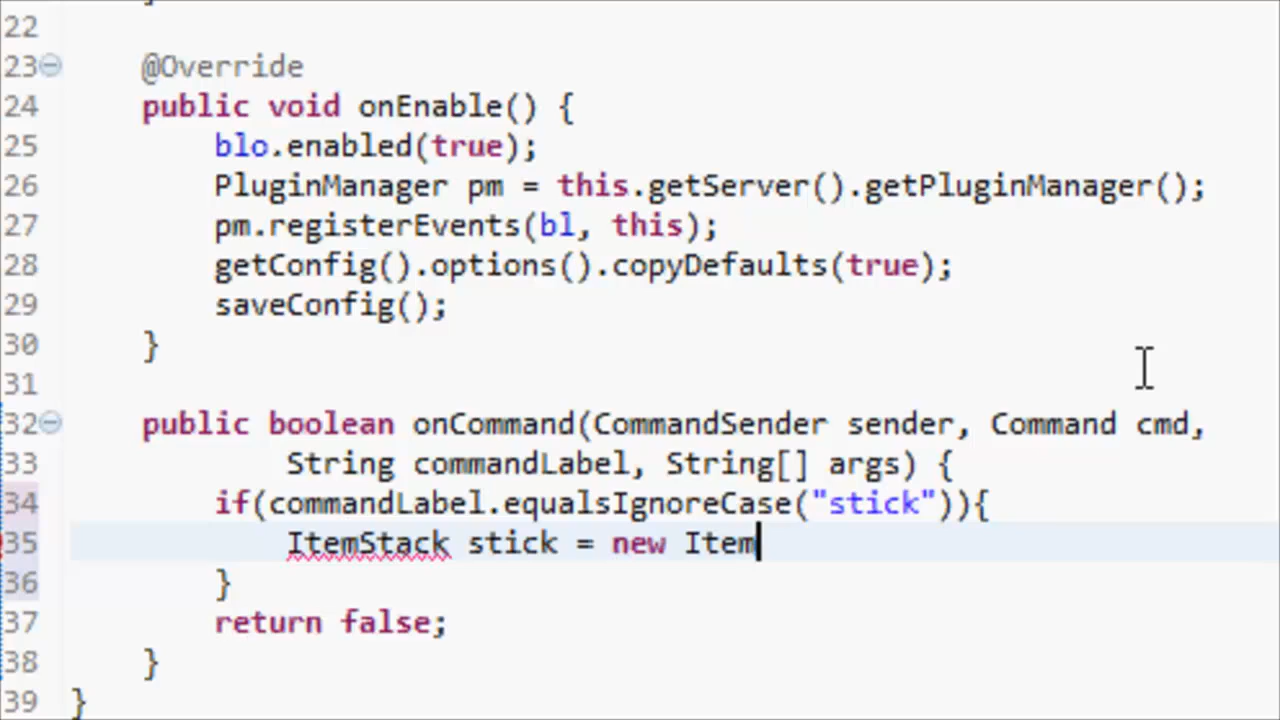 22
23 @Override
24 public void onEnable() {
25 blo.enabled(true);
26 PluginManager pm = this.getServer().getPluginManager();
27 pm.registerEvents(bl, this);
28 getConfig().options().copyDefaults(true);
29 saveConfig();
30 }
31
32 public boolean onCommand(CommandSender sender, Command cmd,
33 String commandLabel, String[] args) {
34 if(commandLabel.equalsIgnoreCase("stick")){
35 ItemStack stick = new Item
36 }
37 return false;
38 }
39 }